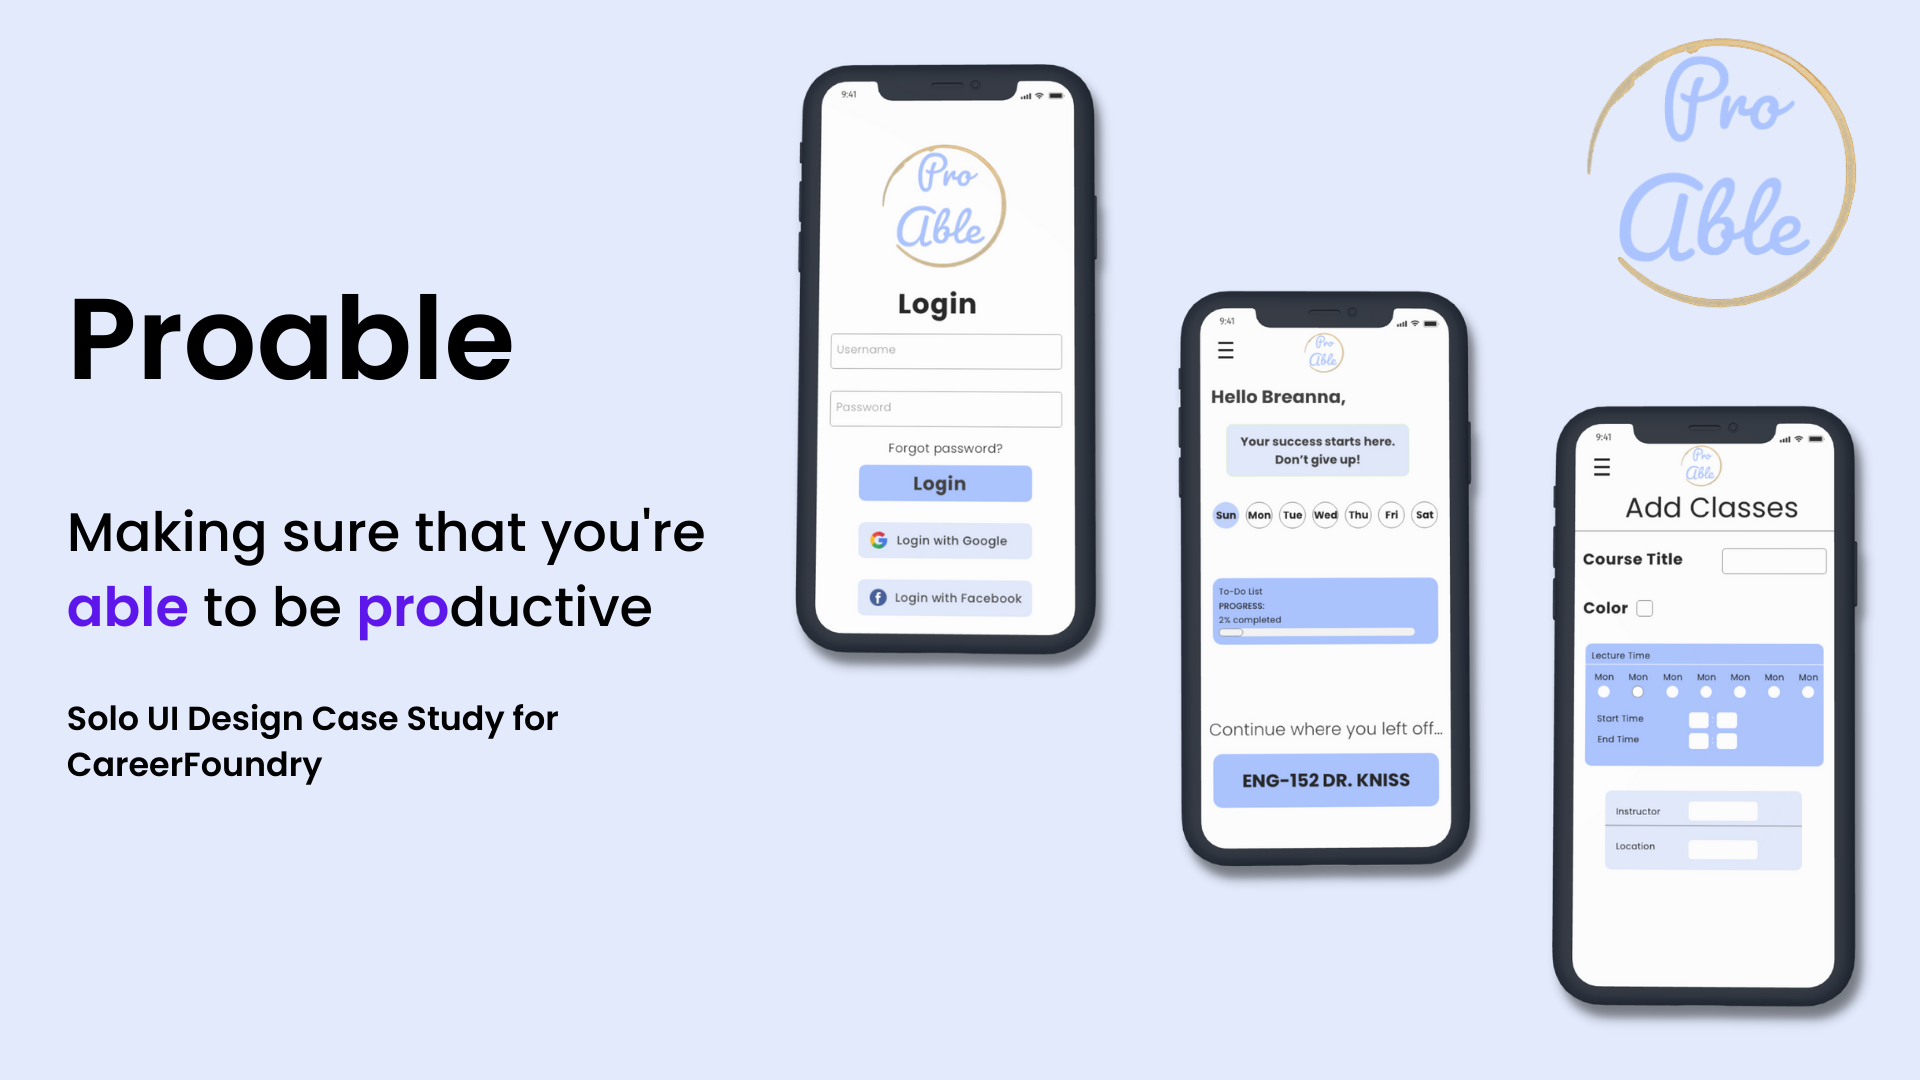 Proable
Making sure that you're
able to be productive
Solo UI Design Case Study for
CareerFoundry
9:41
Pro
Able
Login
Username
Password
Forgot password?
Login
Login with Google
Login with Facebook
9:41
Pro
Able
Hello Breanna,
Your success starts here.
Don't give up!
Sun Mon Tue Wed Thu Fri Sat
To-Do List
PROGRESS:
2% completed
Continue where you left off...
ENG-152 DR. KNISS
Pro
Able
9:41
Pro
Able
Add Classes
Course Title
Color
Lecture Time
Mon Mon Mon Mon Mon Mon Mon
Start Time
End Time
Instructor
Location